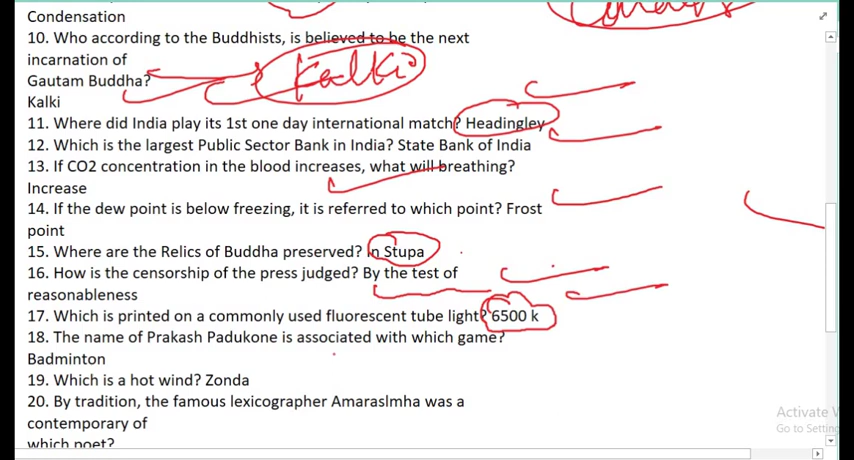 Condensation
10. Who according to the Buddhists, is believed to be the next
incarnation of
Gautam Buddha?
Kalki
Kalki
11. Where did India play its 1st one day international match? Headingley
12. Which is the largest Public Sector Bank in India? State Bank of India
13. If CO2 concentration in the blood increases, what will breathing?
Increase
14. If the dew point is below freezing, it is referred to which point? Frost
point
15. Where are the Relics of Buddha preserved? In Stupa
16. How is the censorship of the press judged? By the test of
reasonableness
17. Which is printed on a commonly used fluorescent tube light? 6500 k
18. The name of Prakash Padukone is associated with which game?
Badminton
19. Which is a hot wind? Zonda
20. By tradition, the famous lexicographer Amaraslmha was a
contemporary of
which poet?
Activate
Go to Setting